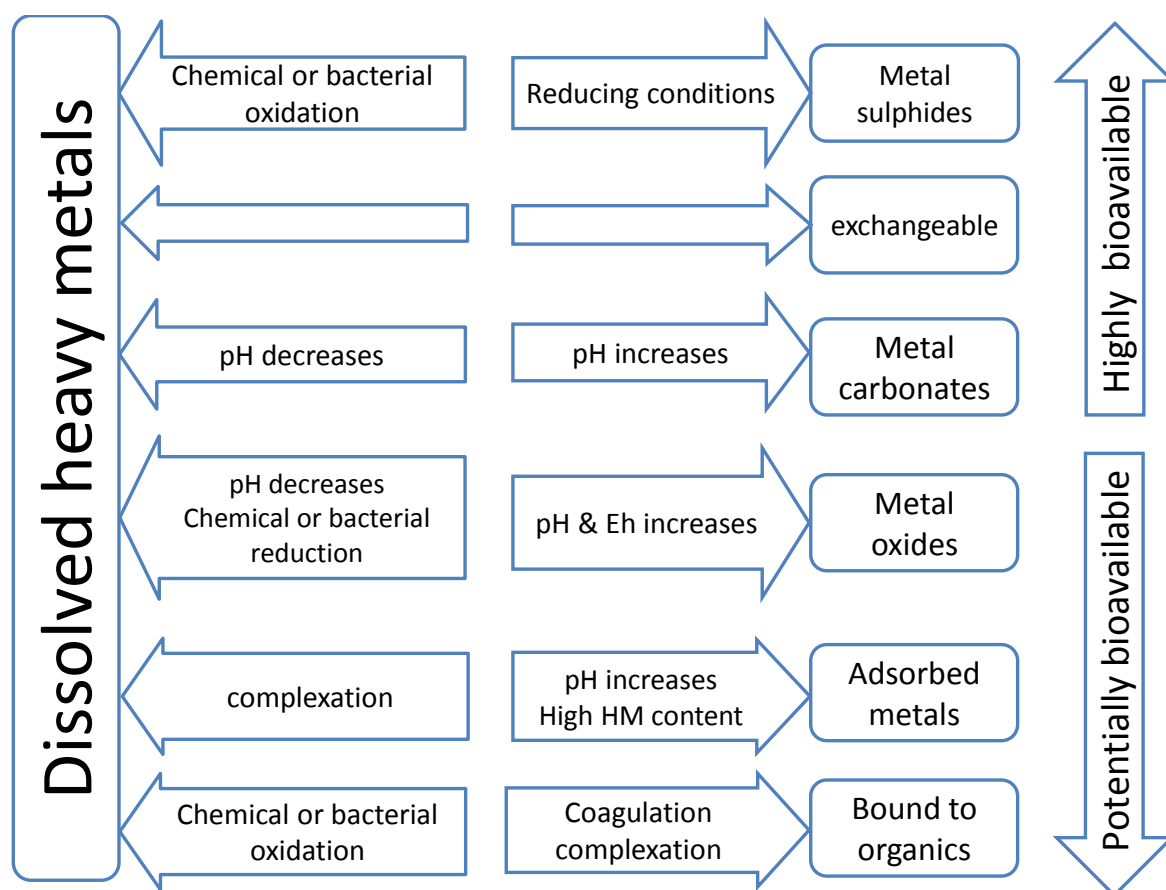 Dissolved heavy metals
Chemical or bacterial
oxidation
Reducing conditions
Metal
sulphides
exchangeable
pH decreases
pH increases
Metal
carbonates
pH decreases
Chemical or bacterial
reduction
pH & Eh increases
Metal
oxides
complexation
pH increases
High HM content
Adsorbed
metals
Chemical or bacterial
oxidation
Coagulation
complexation
Bound to
organics
Highly bioavailable
Potentially bioavailable